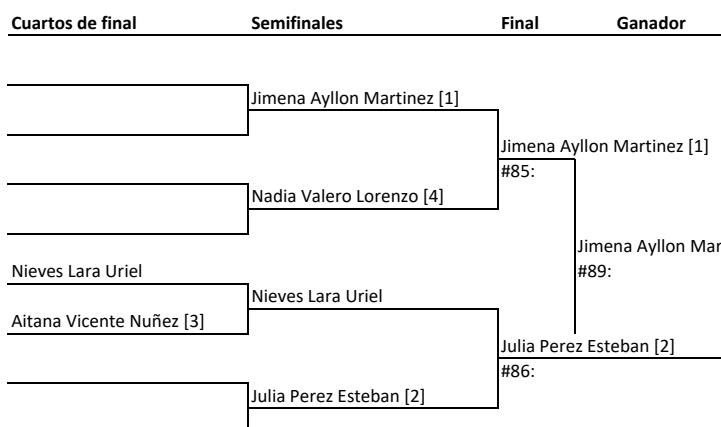 Cuartos de final Semifinales Final Ganador
Jimena Ayllon Martinez [1]
Jimena Ayllon Martinez [1]
#85:
Nadia Valero Lorenzo [4]
Jimena Ayllon Mar
Nieves Lara Uriel
#89:
Nieves Lara Uriel
Aitana Vicente Nuñez [3]
Julia Perez Esteban [2]
#86:
Julia Perez Esteban [2]